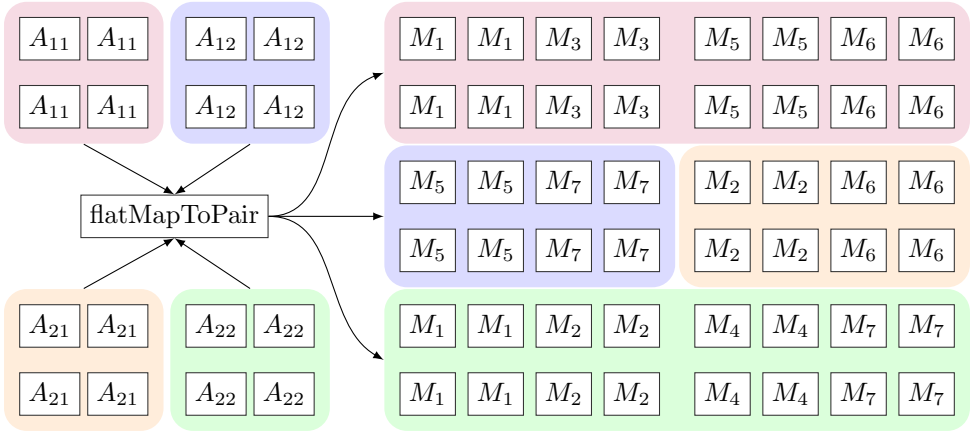 A₁₁ A₁₁ A₁₂ A₁₂ M₁ M₁ M₃ M₃ M₅ M₅ M₆ M₆
A₁₁ A₁₁ A₁₂ A₁₂ M₁ M₁ M₃ M₃ M₅ M₅ M₆ M₆
M₅ M₅ M₇ M₇ M₂ M₂ M₆ M₆
flatMapToPair
M₅ M₅ M₇ M₇ M₂ M₂ M₆ M₆
A₂₁ A₂₁ A₂₂ A₂₂ M₁ M₁ M₂ M₂ M₄ M₄ M₇ M₇
A₂₁ A₂₁ A₂₂ A₂₂ M₁ M₁ M₂ M₂ M₄ M₄ M₇ M₇